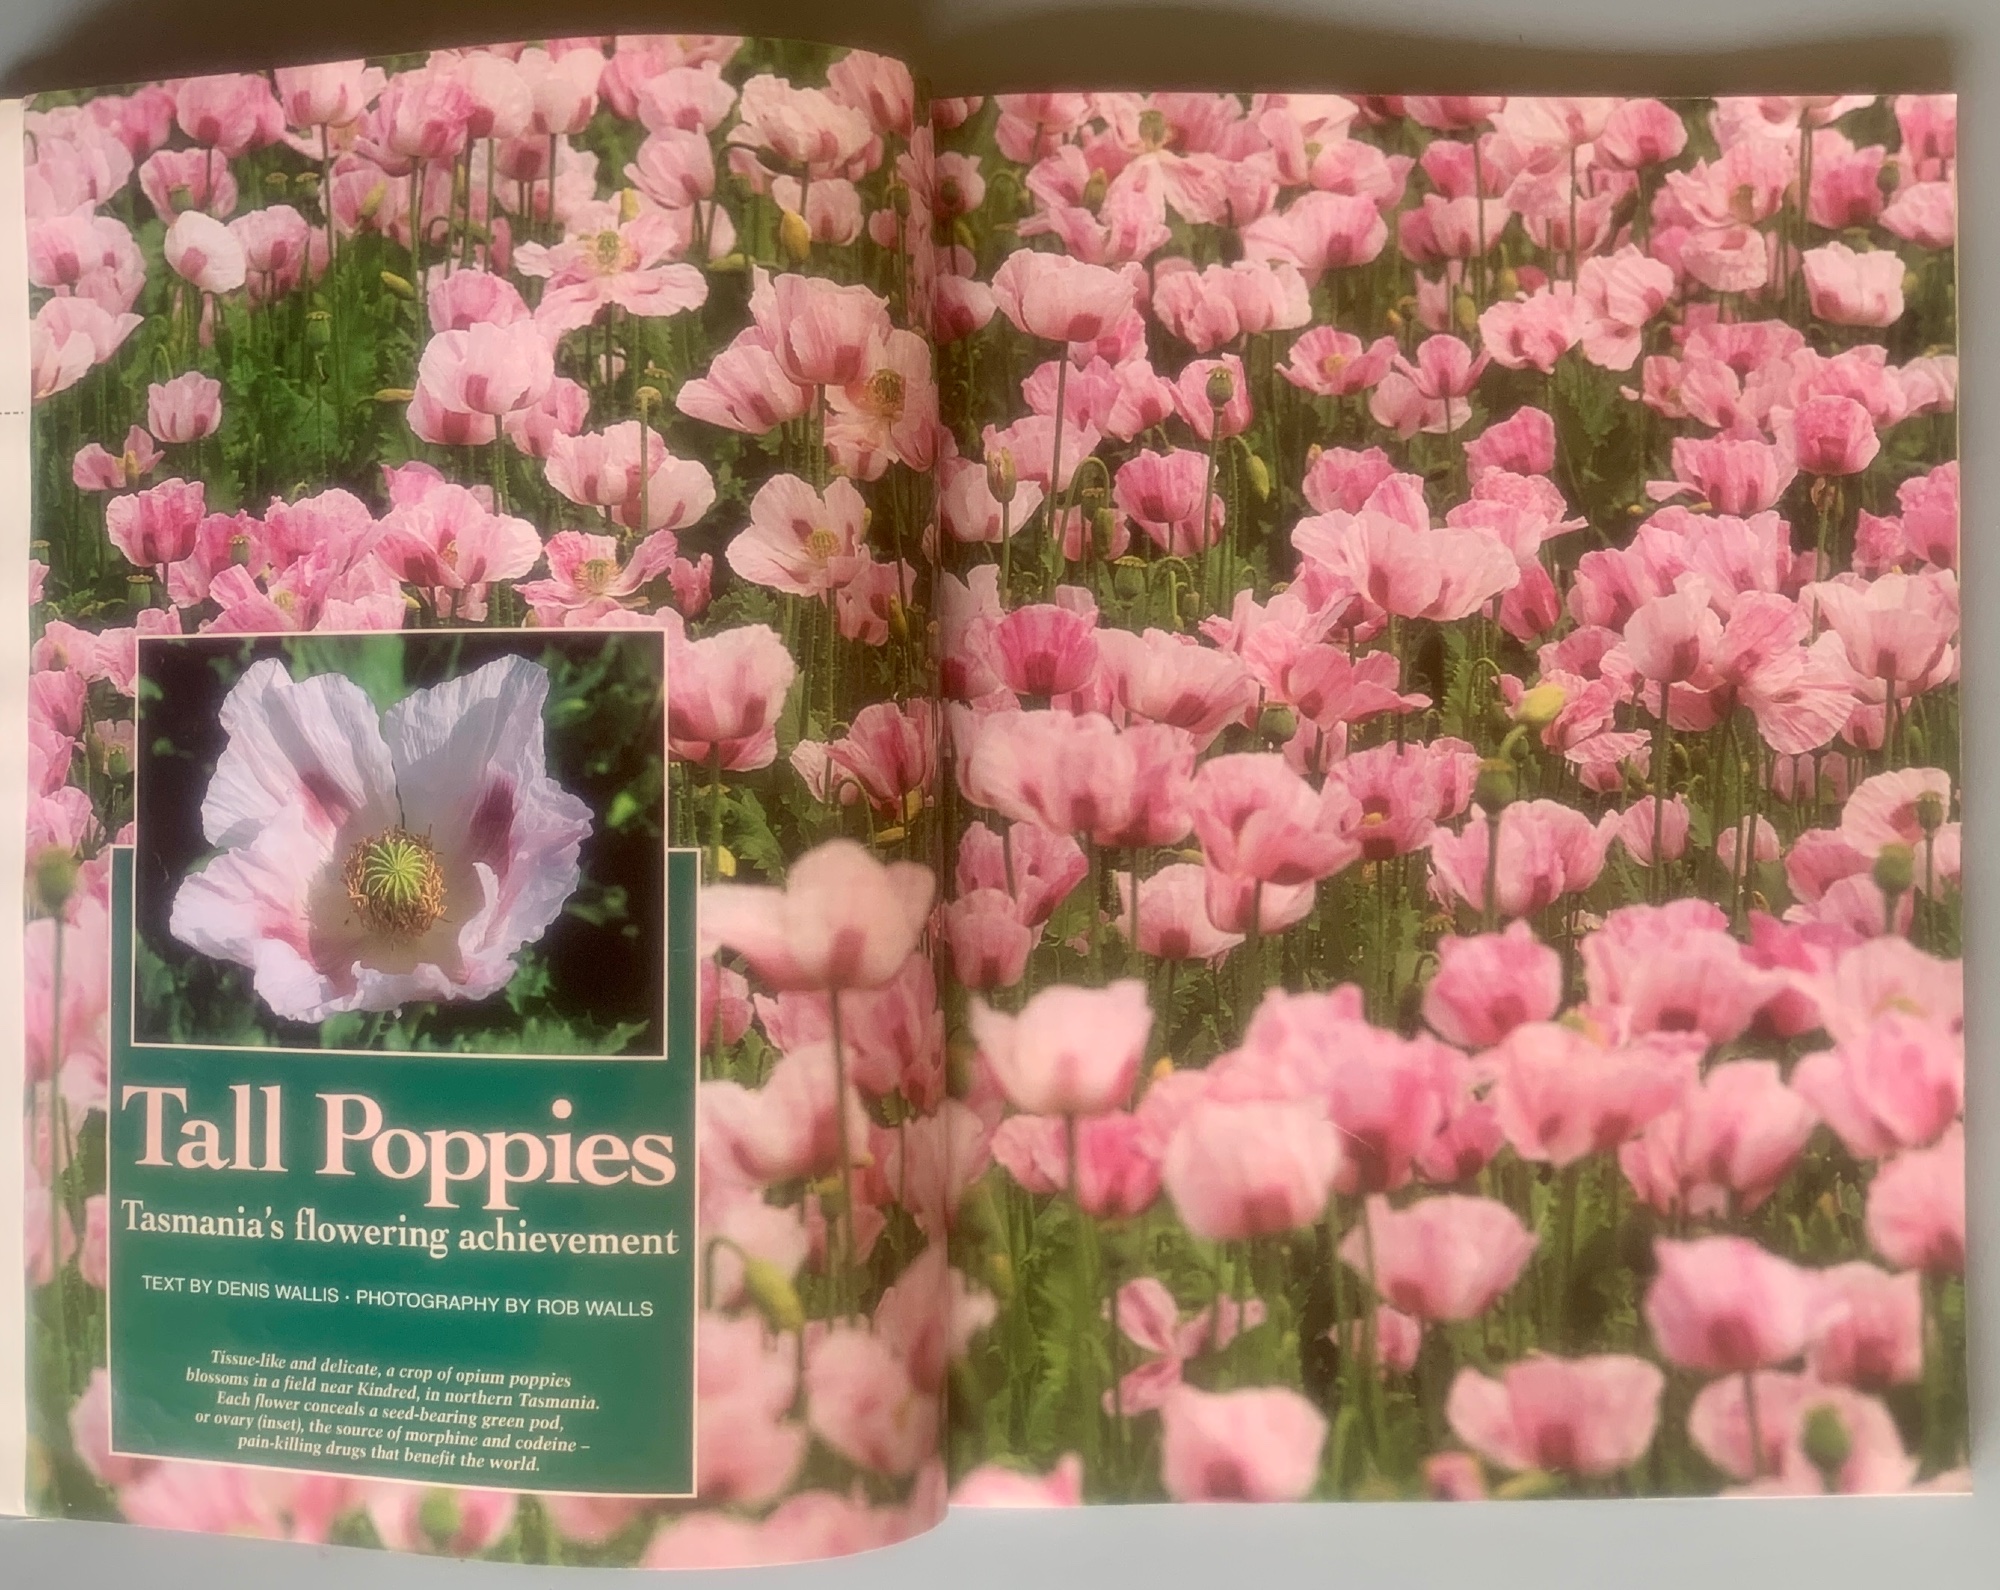 Tall Poppies
Tasmania's flowering achievement
TEXT BY DENIS WALLIS · PHOTOGRAPHY BY ROB WALLS
Tissue-like and delicate, a crop of opium poppies
blossoms in a field near Kindred, in northern Tasmania.
Each flower conceals a seed-bearing green pod,
or ovary (inset), the source of morphine and codeine –
pain-killing drugs that benefit the world.